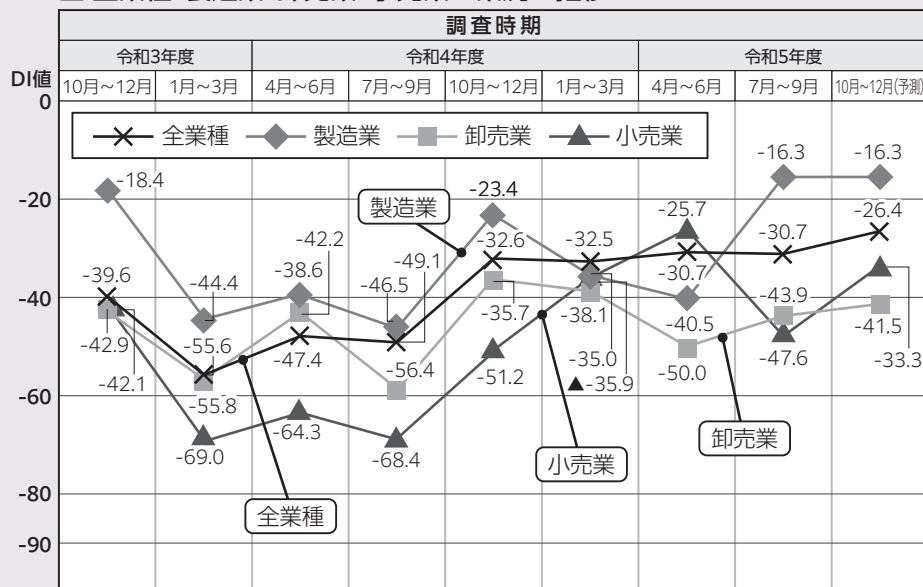 調査時期
令和3年度 令和4年度 令和5年度
DI値 10月～12月 1月～3月 4月～6月 7月～9月 10月～12月 1月～3月 4月～6月 7月～9月 10月～12月(予測)
0
全業種 製造業 卸売業 小売業
-18.4 -16.3 -16.3
-20
製造業 -23.4 -25.7 -26.4
-42.2 -32.6 -32.5 -30.7
-39.6 -44.4 -38.6 -46.5 -49.1 -30.7
-40
-42.9 -55.6 -47.4 -56.4 -35.7 -38.1 -40.5 -43.9 -41.5
-42.1 -55.8 -51.2 -35.0 -50.0 -47.6 -33.3
▲-35.9
-60
-64.3
-69.0 -68.4 小売業 卸売業
-80
全業種
-90